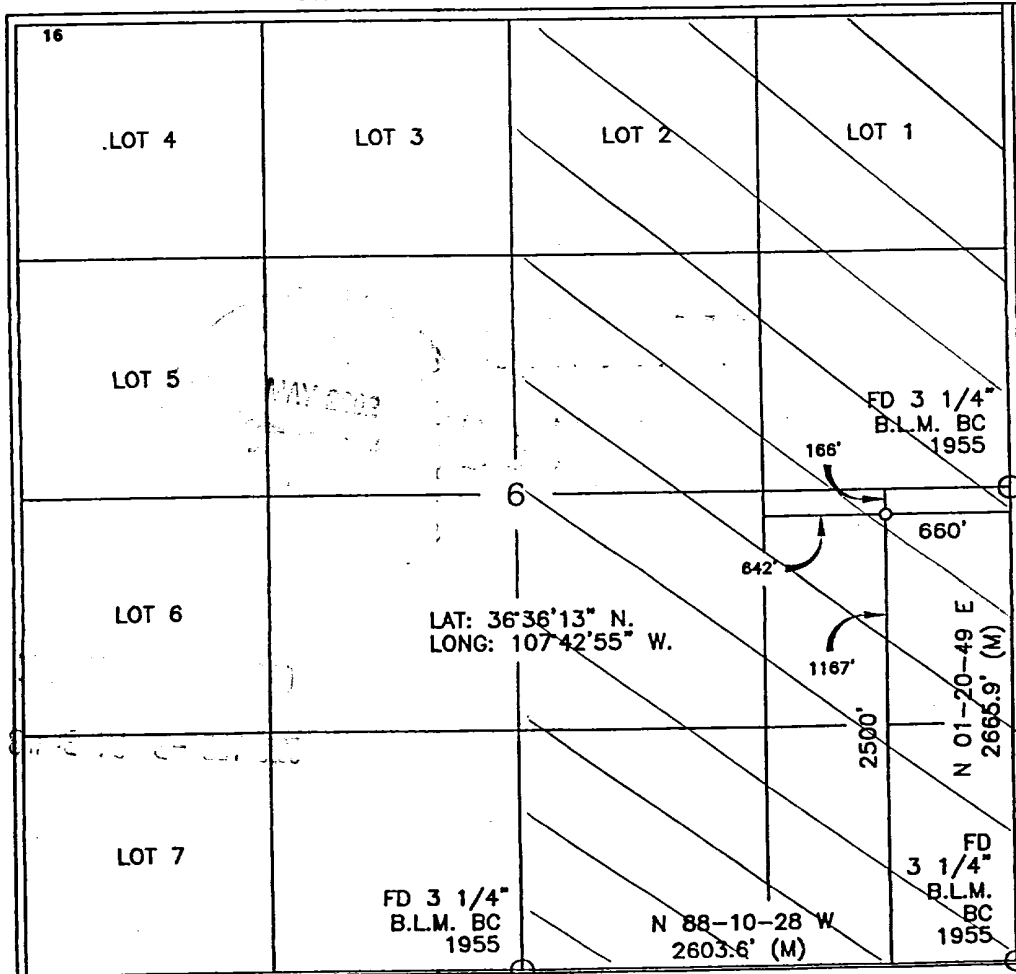 16
LOT 4
LOT 3
LOT 2
LOT 1
LOT 5
FD 3 1/4"
B.L.M. BC
1955
166'
6
660'
642'
LOT 6
LAT: 36°36'13" N.
LONG: 107°42'55" W.
1167'
2500'
N 01-20-49 E
2665.9' (M)
LOT 7
FD 3 1/4"
B.L.M. BC
1955
N 88-10-28 W
2603.6' (M)
FD
3 1/4"
B.L.M.
BC
1955